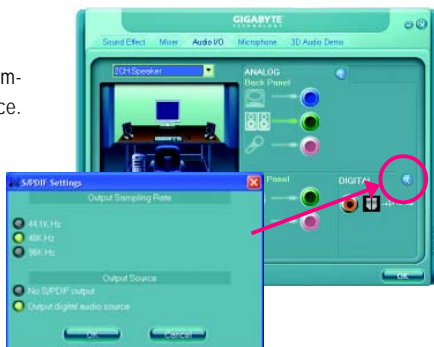 GIGABYTE
TECHNOLOGY
Sound Effect Mixer Audio I/O Microphone 3D Audio Demo
m-
ce.
2CH Speaker
ANALOG
Back Panel
Panel
DIGITAL
OK
S/PDIF Settings
Output Sampling Rate
44.1K Hz
48K Hz
96K Hz
Output Source
No S/PDIF output
Output digital audio source
OK Cancel